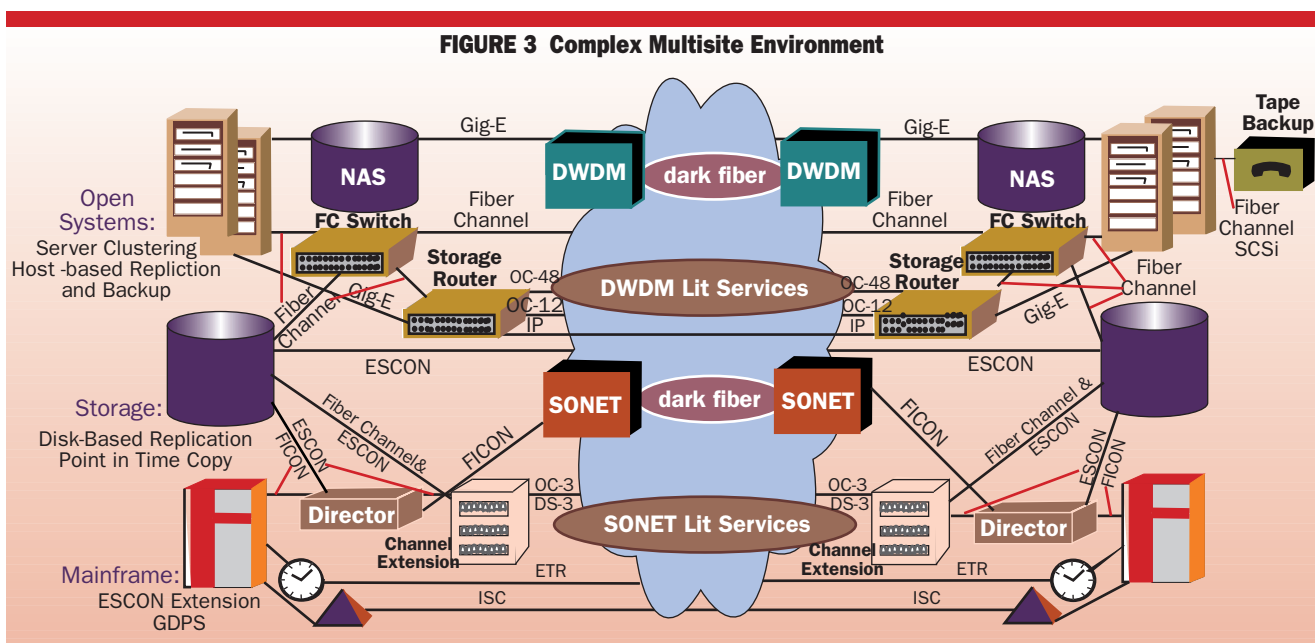 FIGURE 3 Complex Multisite Environment
Tape
Backup
Gig-E
Gig-E
NAS
DWDM
dark fiber
DWDM
NAS
Open
Systems:
Server Clustering
Host -based Repliction
and Backup
Fiber
Channel
FC Switch
Fiber
Channel
FC Switch
Fiber
Channel
SCSi
Storage
Router
OC-48
DWDM Lit Services
OC-48
Storage
Router
Fiber
Channel
Fiber
Channel
Gig-E
OC-12
IP
OC-12
IP
Gig-E
ESCON
ESCON
Storage:
Disk-Based Replication
Point in Time Copy
SONET
dark fiber
SONET
ESCON
FICON
Fiber Channel&
ESCON
FICON
FICON
Fiber Channel &
ESCON
ESCON
FICON
Director
OC-3
DS-3
SONET Lit Services
OC-3
DS-3
Director
Channel
Extension
Channel
Extension
Mainframe:
ESCON Extension
GDPS
ETR
ETR
ISC
ISC